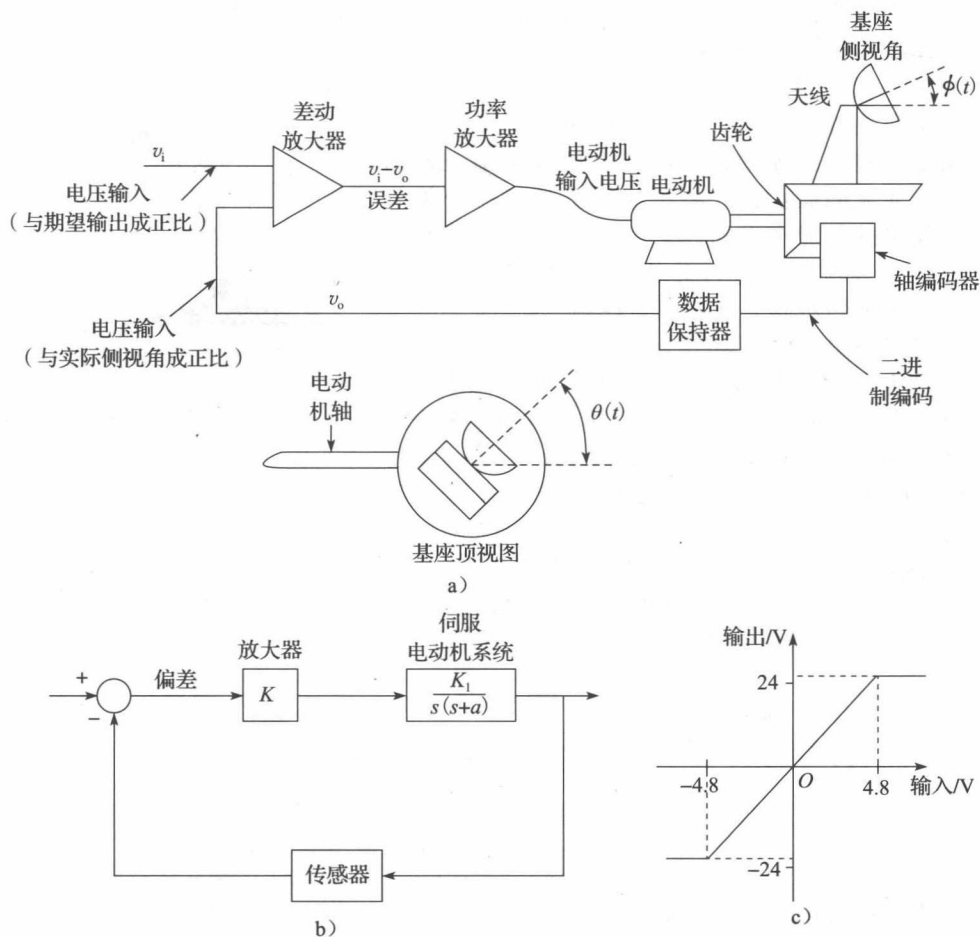 基座
侧视角
天线
ϕ(t)
差动
放大器
功率
放大器
齿轮
v_i
v_i-v_o
误差
电动机
输入电压
电动机
电压输入
（与期望输出成正比）
轴编码器
v_o
数据
保持器
电压输入
（与实际侧视角成正比）
二进
制编码
电动
机轴
θ(t)
基座顶视图
a）
+
-
偏差
放大器
K
伺服
电动机系统
K_1
s(s+a)
传感器
b）
输出/V
24
-4.8
O
4.8
输入/V
-24
c）